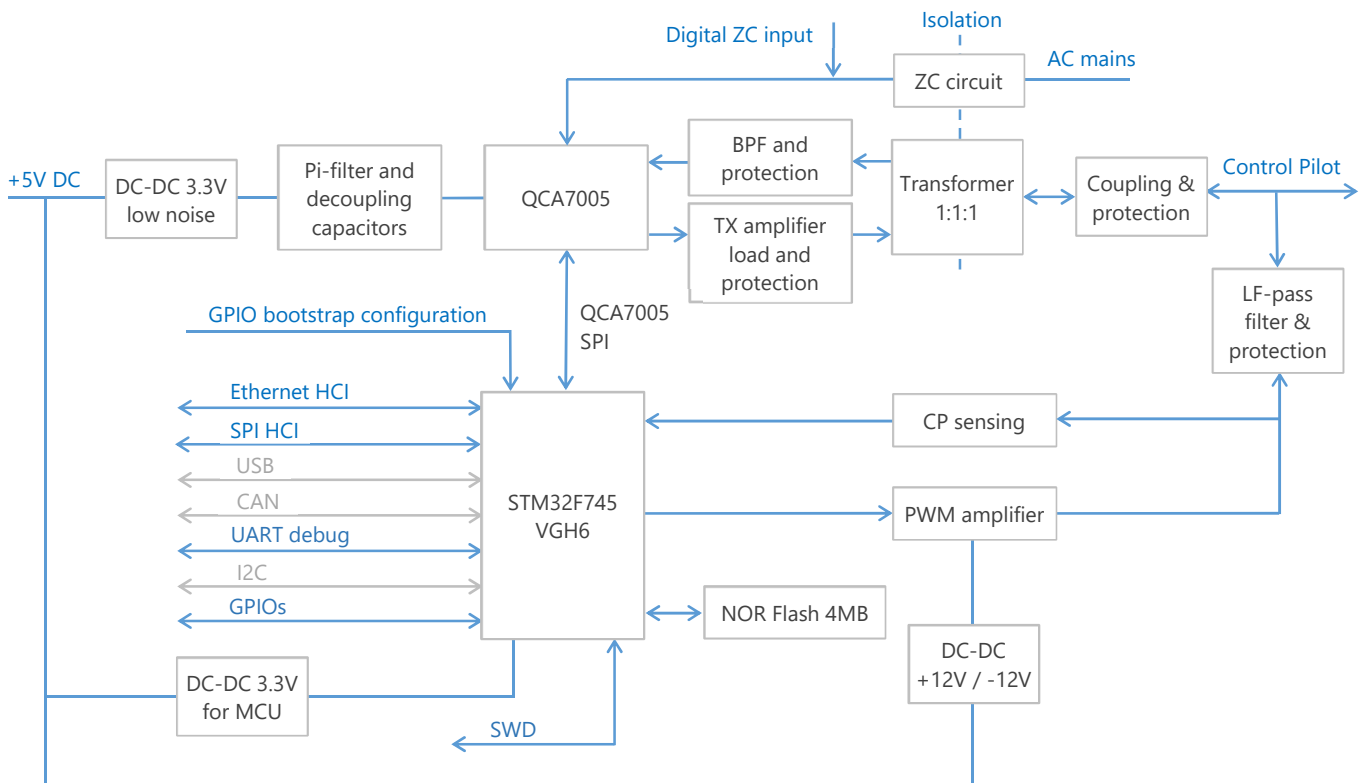 Isolation
Digital ZC input
AC mains
ZC circuit
BPF and
protection
+5V DC
DC-DC 3.3V
low noise
Pi-filter and
decoupling
capacitors
QCA7005
Transformer
1:1:1
Coupling &
protection
Control Pilot
TX amplifier
load and
protection
LF-pass
filter &
protection
GPIO bootstrap configuration
QCA7005
SPI
Ethernet HCI
SPI HCI
USB
CAN
UART debug
I2C
GPIOs
STM32F745
VGH6
CP sensing
PWM amplifier
NOR Flash 4MB
DC-DC
+12V / -12V
DC-DC 3.3V
for MCU
SWD